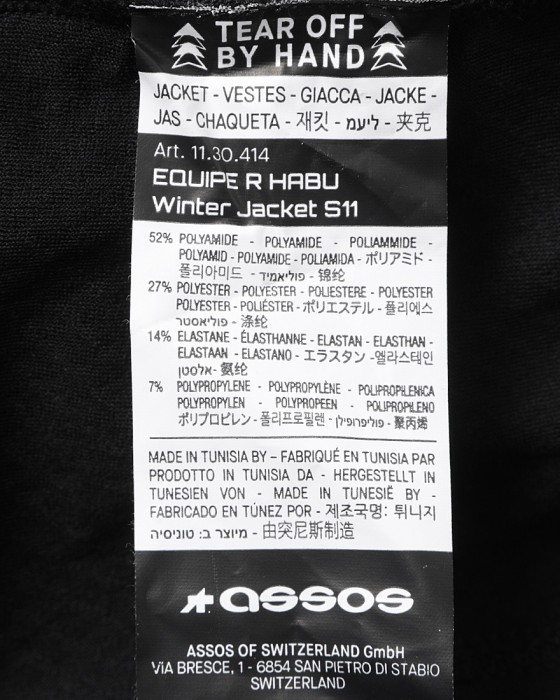 TEAR OFF
BY HAND
JACKET - VESTES - GIACCA - JACKE -
JAS - CHAQUETA - 재킷 - מעיל - 夹克
Art. 11.30.414
EQUIPE R HABU
Winter Jacket S11
52% POLYAMIDE - POLYAMIDE - POLIAMMIDE -
POLYAMID - POLYAMIDE - POLIAMIDA - ポリアミド -
폴리아미드 - פוליאמיד - 锦纶
27% POLYESTER - POLYESTER - POLIESTERE - POLYESTER
POLYESTER - POLIÉSTER - ポリエステル - 폴리에스
פוליאסטר - 涤纶
14% ELASTANE - ÉLASTHANNE - ELASTAN - ELASTHAN -
ELASTAAN - ELASTANO - エラスタン -엘라스테인
אלסטן- 氨纶
7% POLYPROPYLENE - POLYPROPYLÈNE - POLIPROPILENICA
POLYPROPYLEN - POLYPROPEEN - POLIPROPILENO
ポリプロピレン - 폴리프로필렌 - פוליפרופילן - 聚丙烯
MADE IN TUNISIA BY – FABRIQUÉ EN TUNISIA PAR
PRODOTTO IN TUNISIA DA - HERGESTELLT IN
TUNESIEN VON - MADE IN TUNESIË BY -
FABRICADO EN TÚNEZ POR - 제조국명: 튀니지
מיוצר ב: טוניסיה - 由突尼斯制造
assos
ASSOS OF SWITZERLAND GmbH
ViA BRESCE, 1 - 6854 SAN PIETRO DI STABIO
SWITZERLAND